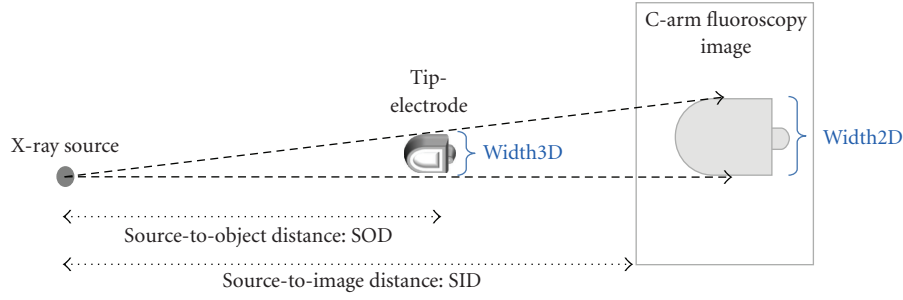 C-arm fluoroscopy
image
Tip-
electrode
X-ray source
Width3D
Width2D
Source-to-object distance: SOD
Source-to-image distance: SID